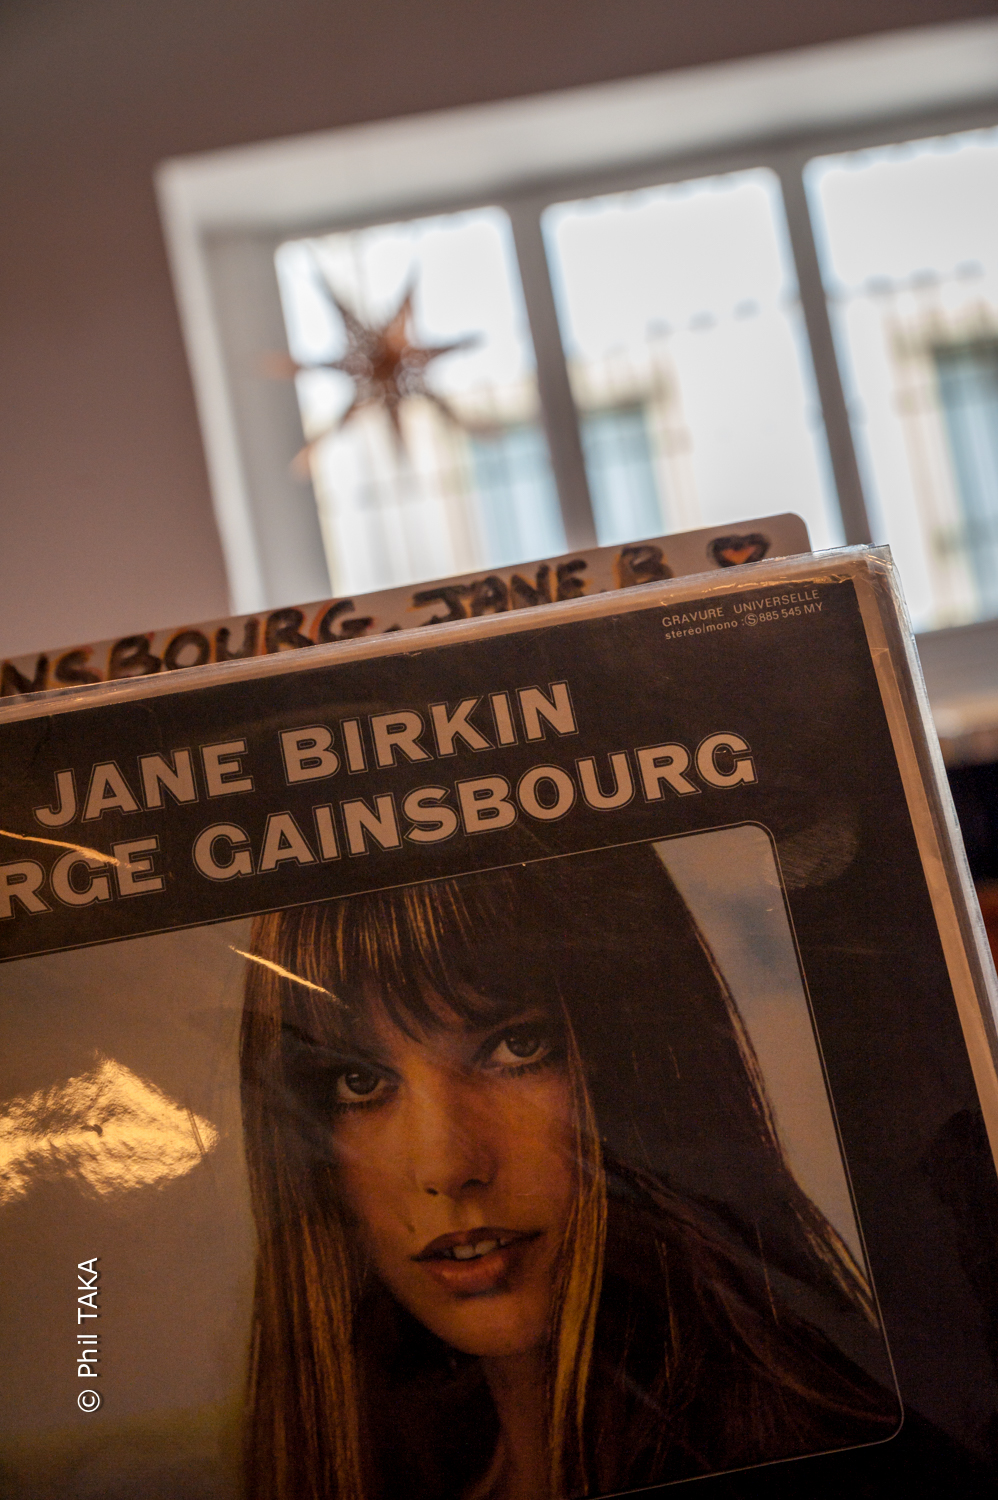 NSBOURG. JANE B
GRAVURE UNIVERSELLE
stereo/mono : Ⓢ 885 545 MY
JANE BIRKIN
RGE GAINSBOURG
© Phil TAKA